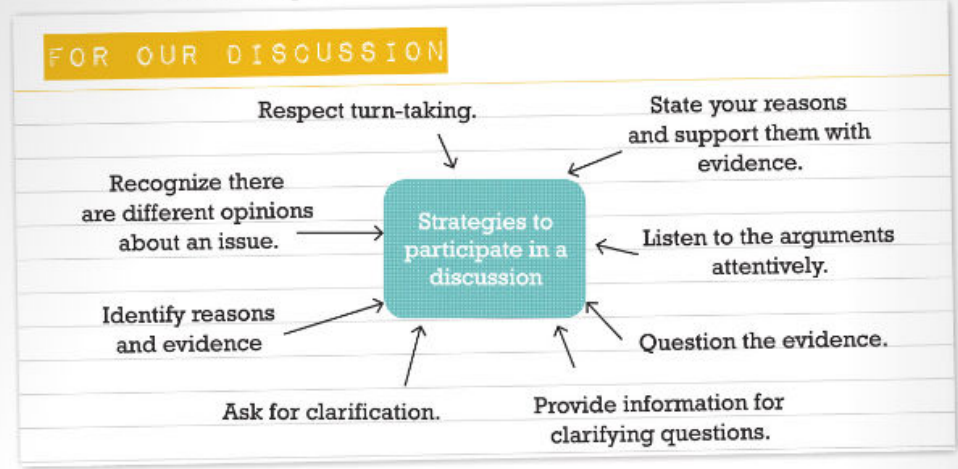 FOR OUR DISCUSSION
Respect turn-taking.
State your reasons
and support them with
evidence.
Recognize there
are different opinions
about an issue.
Strategies to
participate in a
discussion
Listen to the arguments
attentively.
Identify reasons
and evidence
Question the evidence.
Ask for clarification.
Provide information for
clarifying questions.